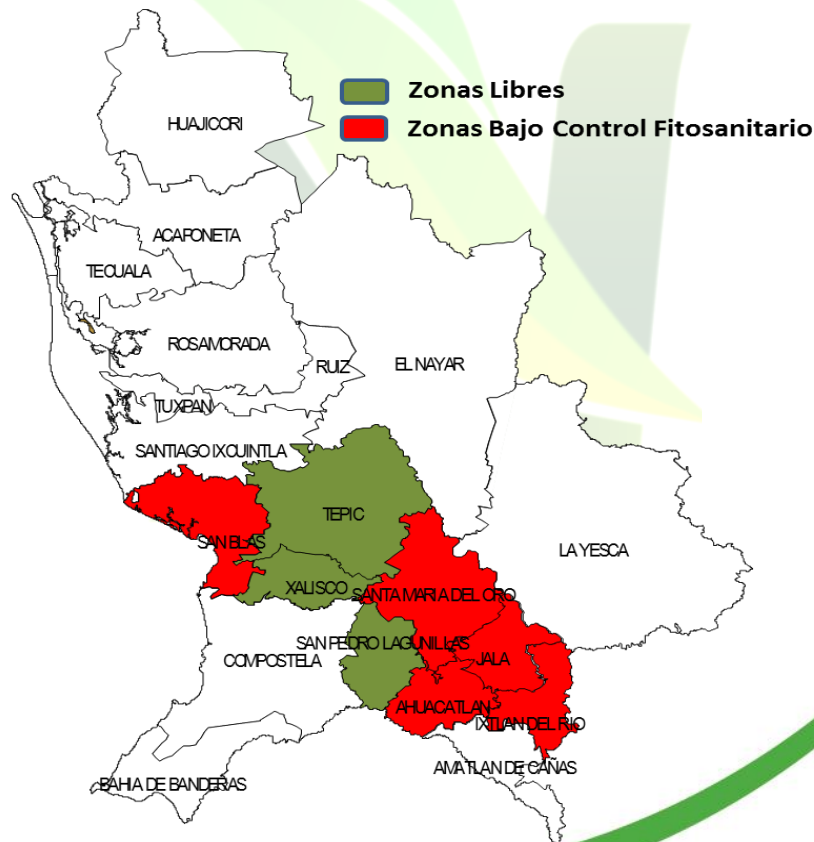 Zonas Libres
Zonas Bajo Control Fitosanitario
HUAJICORI
ACAPONETA
TECUALA
ROSAMORADA
RUIZ
EL NAYAR
TUXPAN
SANTIAGO IXCUINTLA
TEPIC
SAN BLAS
LA YESCA
XALISCO
SANTA MARIA DEL ORO
SAN PEDRO LAGUNILLAS
COMPOSTELA
JALA
AHUACATLAN
IXTLAN DEL RIO
AMATLAN DE CAÑAS
BAHIA DE BANDERAS